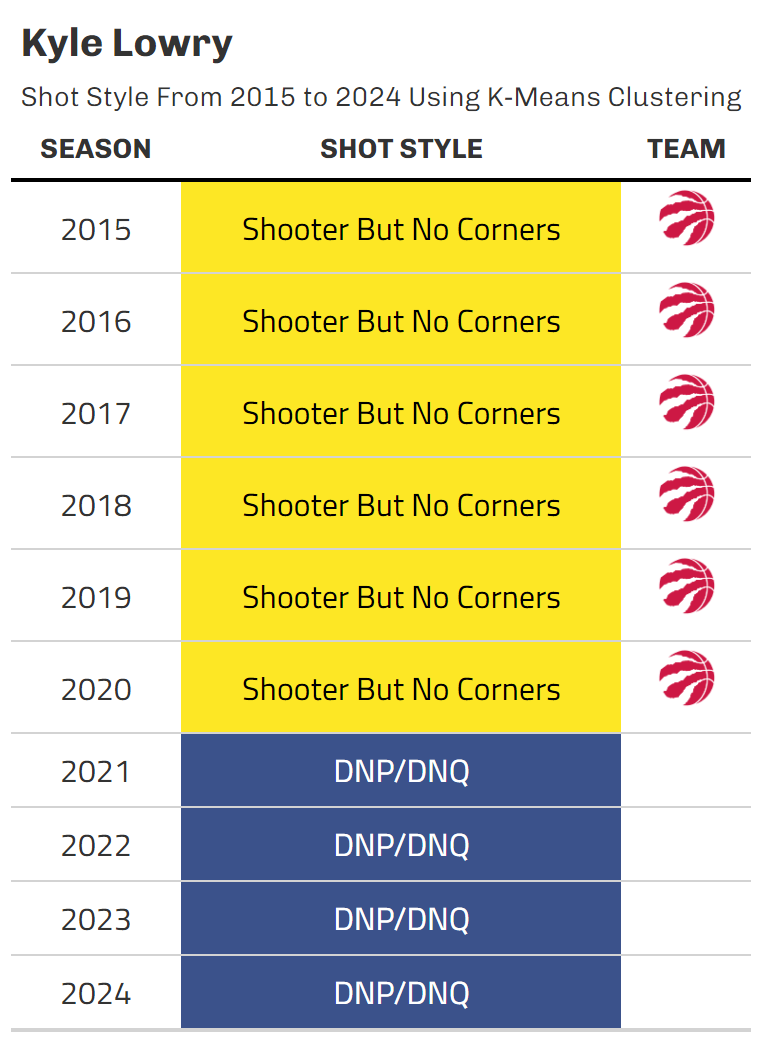 Kyle Lowry
Shot Style From 2015 to 2024 Using K-Means Clustering
SEASON SHOT STYLE TEAM
2015 Shooter But No Corners
2016 Shooter But No Corners
2017 Shooter But No Corners
2018 Shooter But No Corners
2019 Shooter But No Corners
2020 Shooter But No Corners
2021 DNP/DNQ
2022 DNP/DNQ
2023 DNP/DNQ
2024 DNP/DNQ